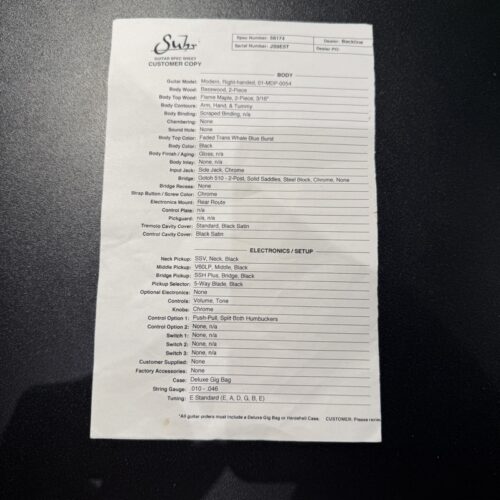 Suhr
GUITAR SPEC SHEET
CUSTOMER COPY
Spec Number: 56174 Dealer: Backline
Serial Number: JS9E5T Dealer PO:
BODY
Guitar Model: Modern, Right-handed, 01-MDP-0054
Body Wood: Basswood, 2-Piece
Body Top Wood: Flame Maple, 2-Piece, 3/16"
Body Contours: Arm, Hand, & Tummy
Body Binding: Scraped Binding, n/a
Chambering: None
Sound Hole: None
Body Top Color: Faded Trans Whale Blue Burst
Body Color: Black
Body Finish / Aging: Gloss, n/a
Body Inlay: None, n/a
Input Jack: Side Jack, Chrome
Bridge: Gotoh 510 - 2-Post, Solid Saddles, Steel Block, Chrome, None
Bridge Recess: None
Strap Button / Screw Color: Chrome
Electronics Mount: Rear Route
Control Plate: n/a
Pickguard: n/a, n/a
Tremolo Cavity Cover: Standard, Black Satin
Control Cavity Cover: Black Satin
ELECTRONICS / SETUP
Neck Pickup: SSV, Neck, Black
Middle Pickup: V60LP, Middle, Black
Bridge Pickup: SSH Plus, Bridge, Black
Pickup Selector: 5-Way Blade, Black
Optional Electronics: None
Controls: Volume, Tone
Knobs: Chrome
Control Option 1: Push-Pull, Split Both Humbuckers
Control Option 2: None, n/a
Switch 1: None, n/a
Switch 2: None, n/a
Switch 3: None, n/a
Customer Supplied: None
Factory Accessories: None
Case: Deluxe Gig Bag
String Gauge: .010 - .046
Tuning: E Standard (E, A, D, G, B, E)
*All guitar orders must include a Deluxe Gig Bag or Hardshell Case. CUSTOMER: Please review